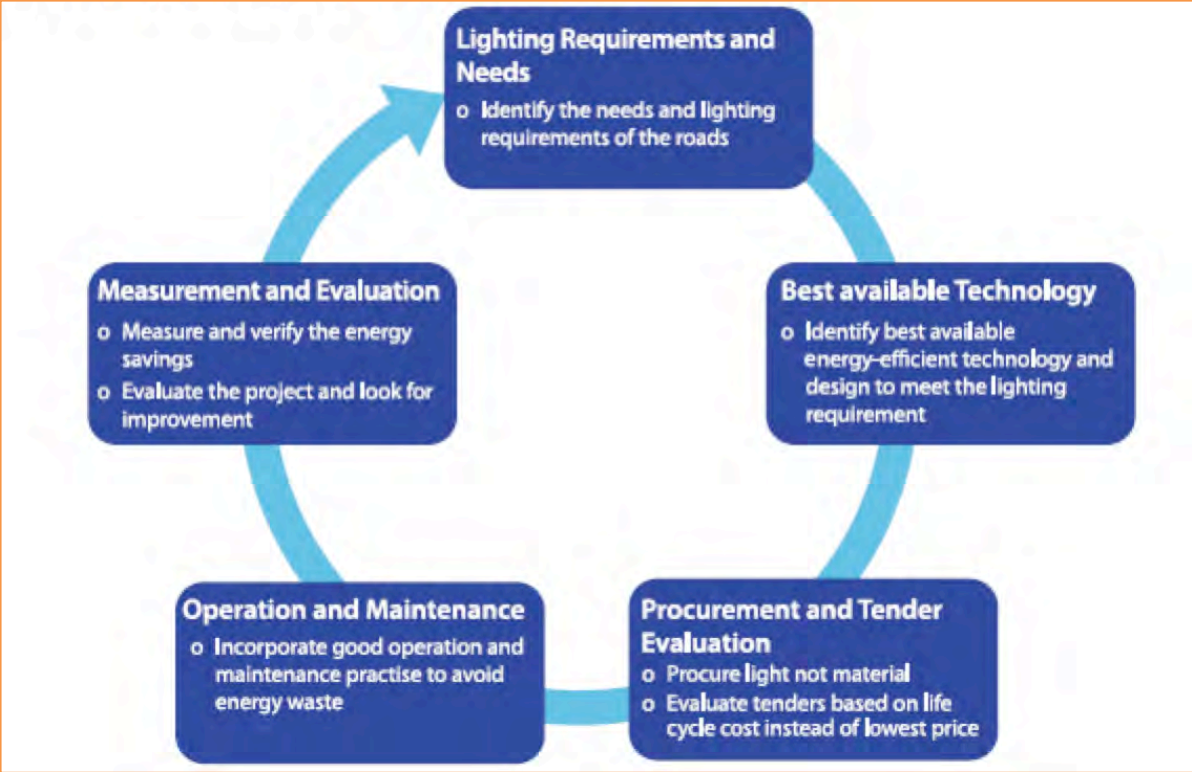 Lighting Requirements and
Needs
o Identify the needs and lighting
requirements of the roads
Best available Technology
o Identify best available
energy-efficient technology and
design to meet the lighting
requirement
Procurement and Tender
Evaluation
o Procure light not material
o Evaluate tenders based on life
cycle cost instead of lowest price
Operation and Maintenance
o Incorporate good operation and
maintenance practise to avoid
energy waste
Measurement and Evaluation
o Measure and verify the energy
savings
o Evaluate the project and look for
improvement